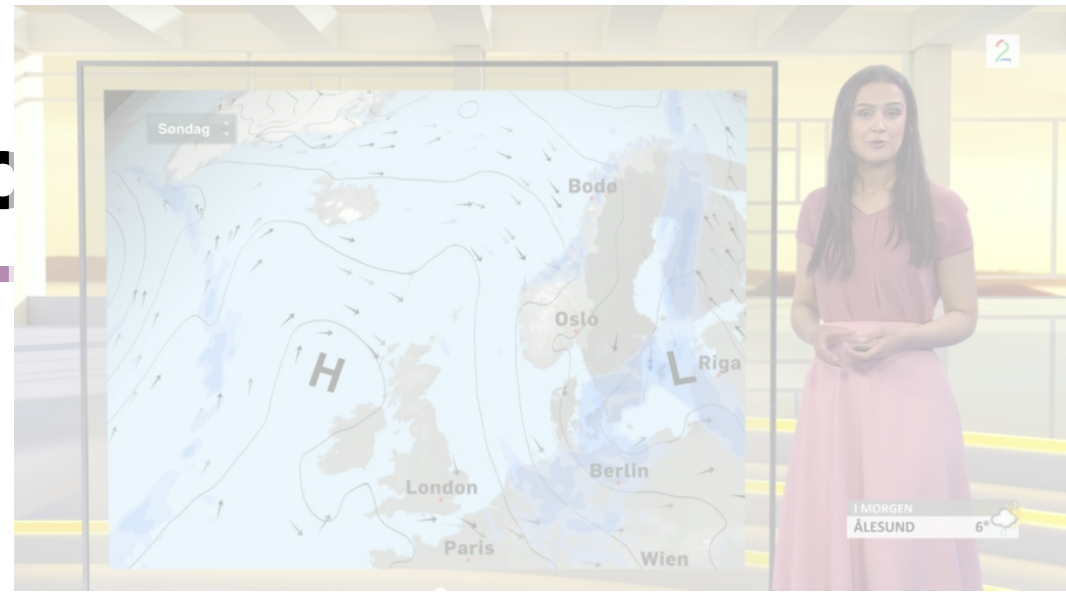 2
Søndag
Bodø
Oslo
H
L
Riga
Berlin
London
Paris
Wien
I MORGEN
ÅLESUND 6°